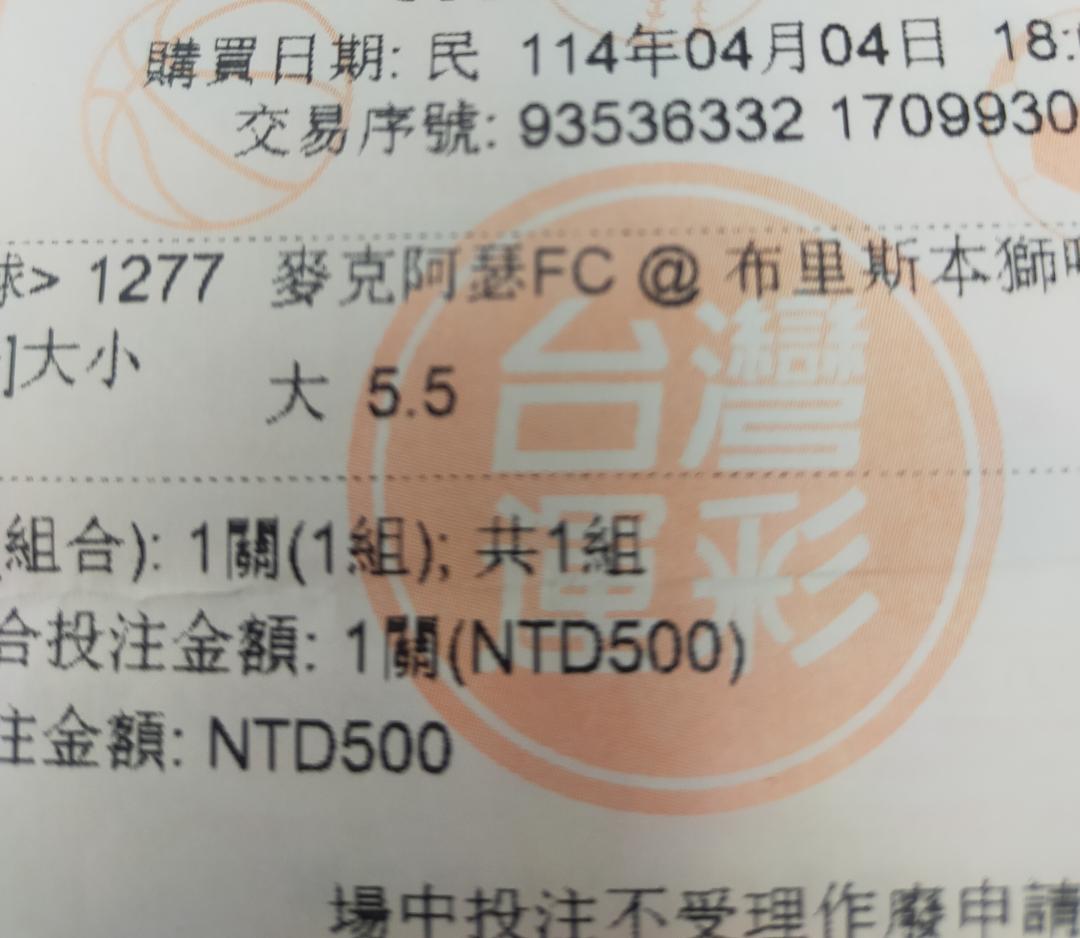 購買日期: 民 114年04月04日 18:
交易序號: 93536332 1709930
球> 1277 麥克阿瑟FC @ 布里斯本獅
大小 大 5.5
組合): 1關(1組); 共1組
合投注金額: 1關(NTD500)
注金額: NTD500
場中投注不受理作廢申請
台灣
運彩